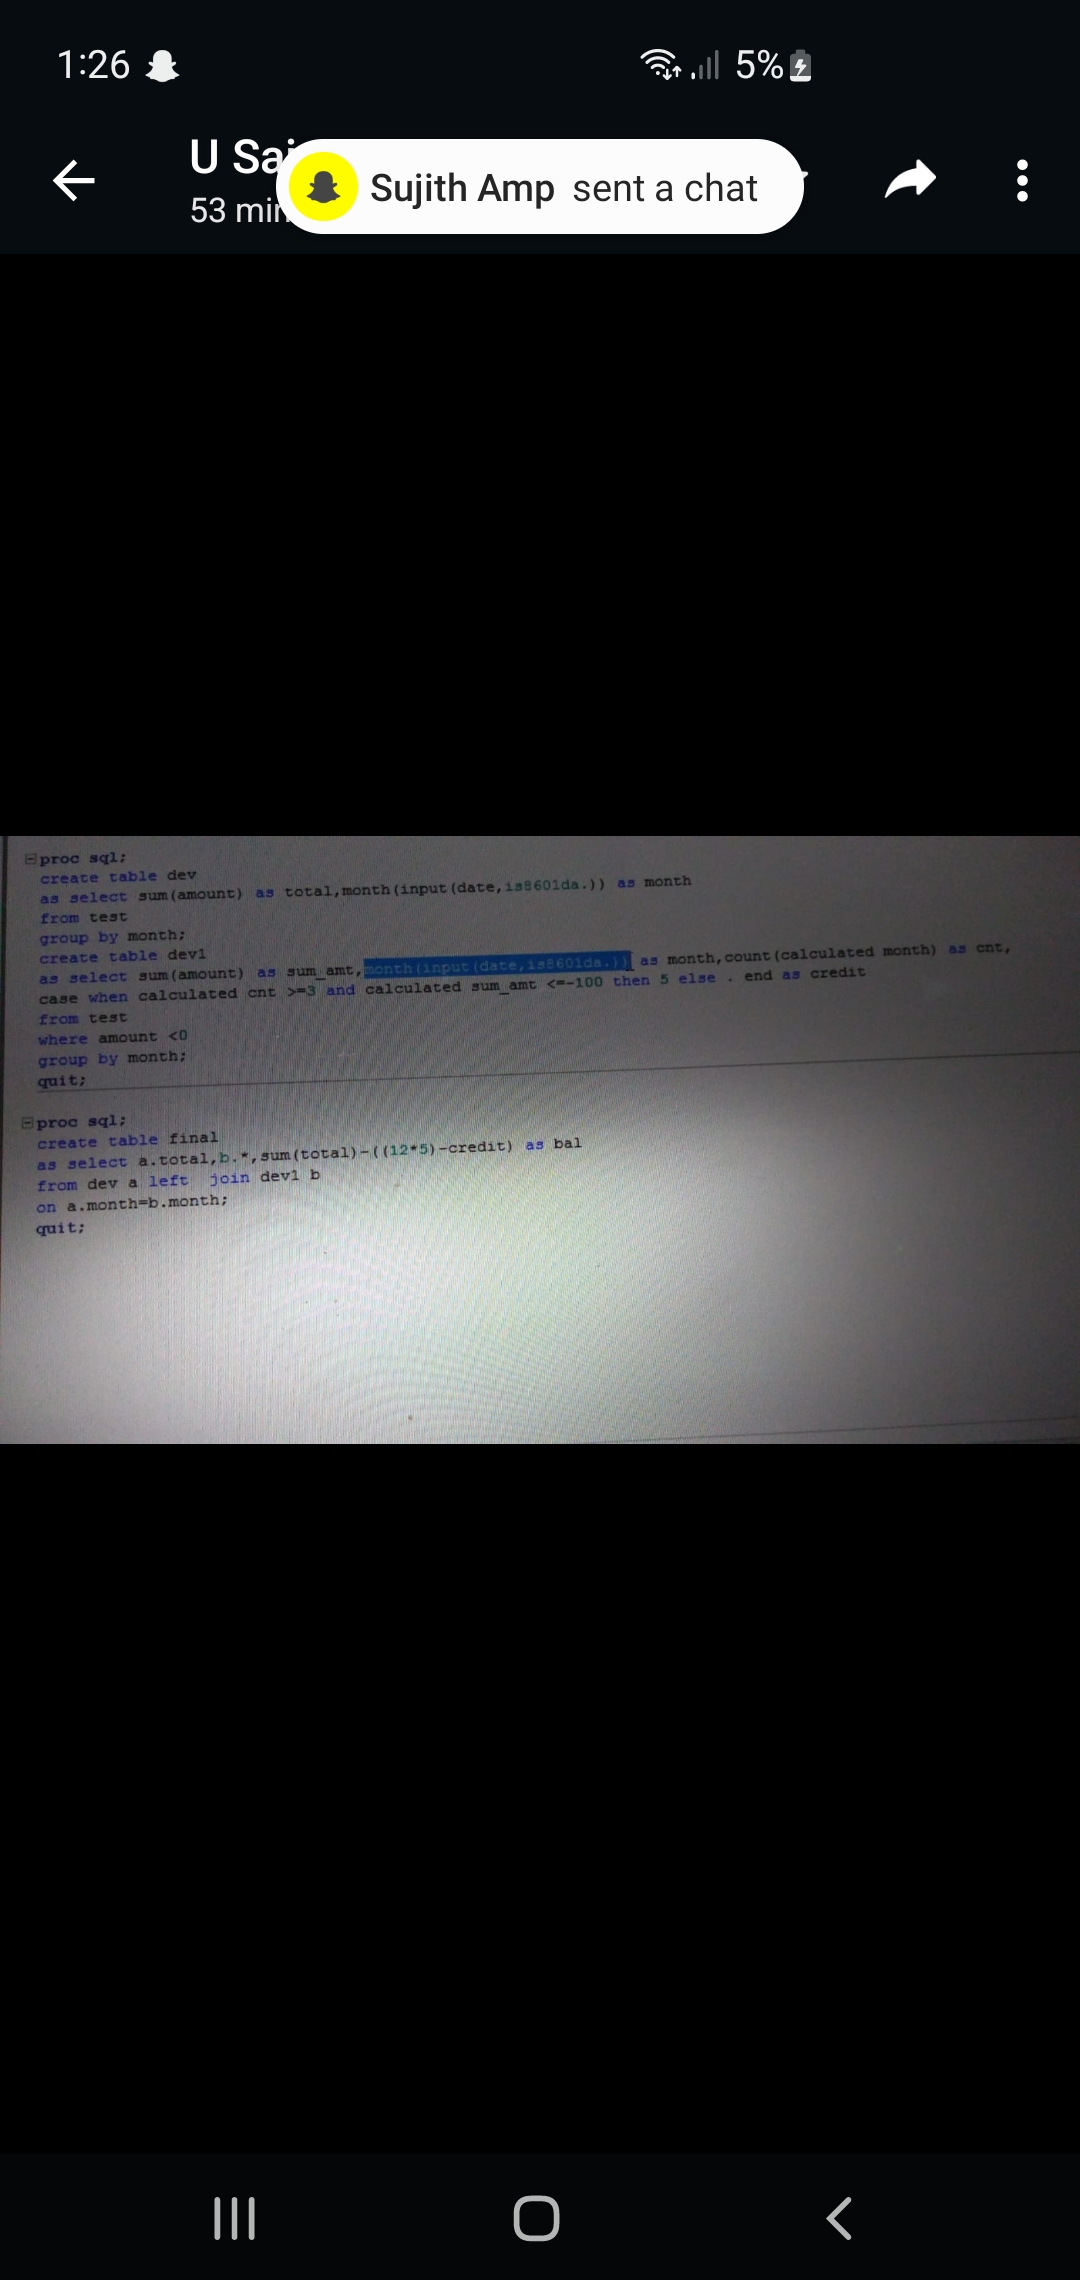 1:26 5%
U Sai
53 min
Sujith Amp sent a chat
proc sql;
create table dev
as select sum(amount) as total,month(input(date,is8601da.)) as month
from test
group by month;
create table dev1
as select sum(amount) as sum_amt,month(input(date,is8601da.)) as month,count(calculated month) as cnt,
case when calculated cnt >=3 and calculated sum_amt <=-100 then 5 else . end as credit
from test
where amount <0
group by month;
quit;
proc sql;
create table final
as select a.total,b.*,sum(total)-((12*5)-credit) as bal
from dev a left join dev1 b
on a.month=b.month;
quit;